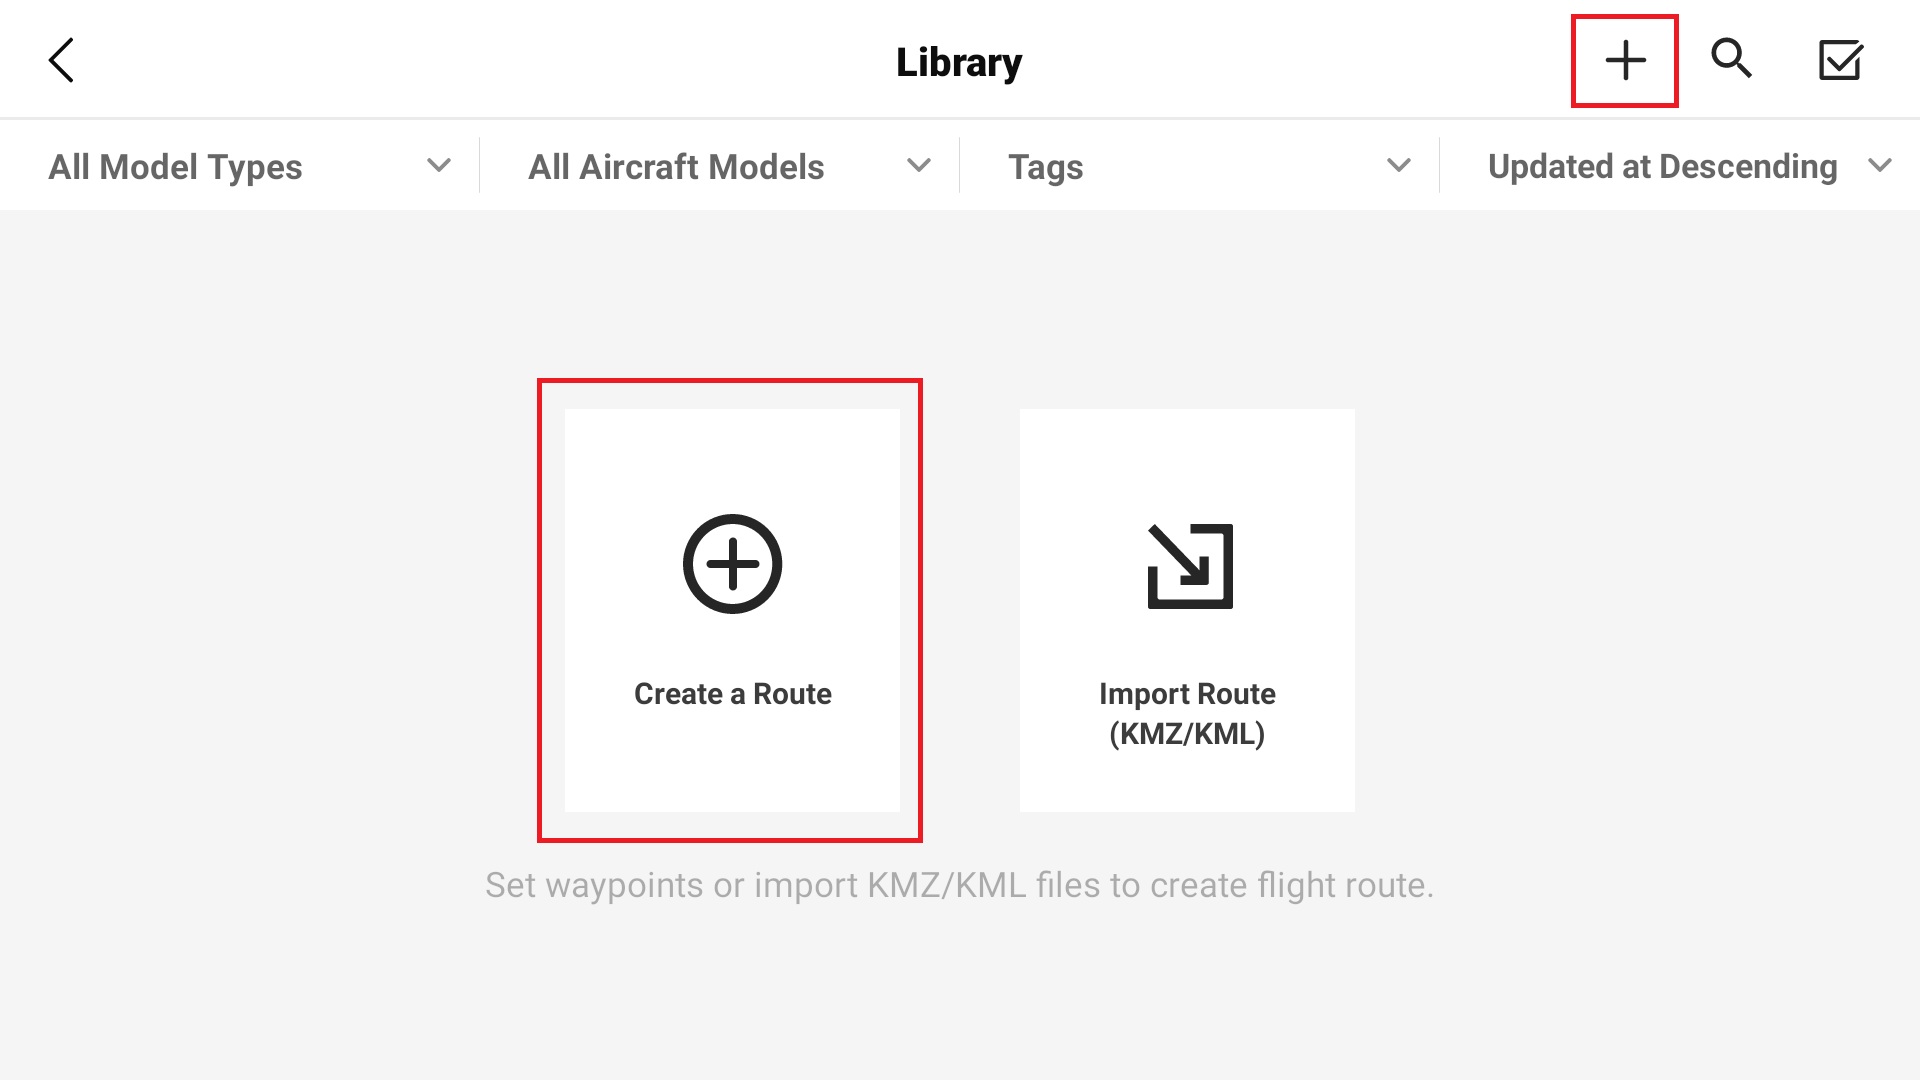 Library
All Model Types
All Aircraft Models
Tags
Updated at Descending
Create a Route
Import Route
(KMZ/KML)
Set waypoints or import KMZ/KML files to create flight route.